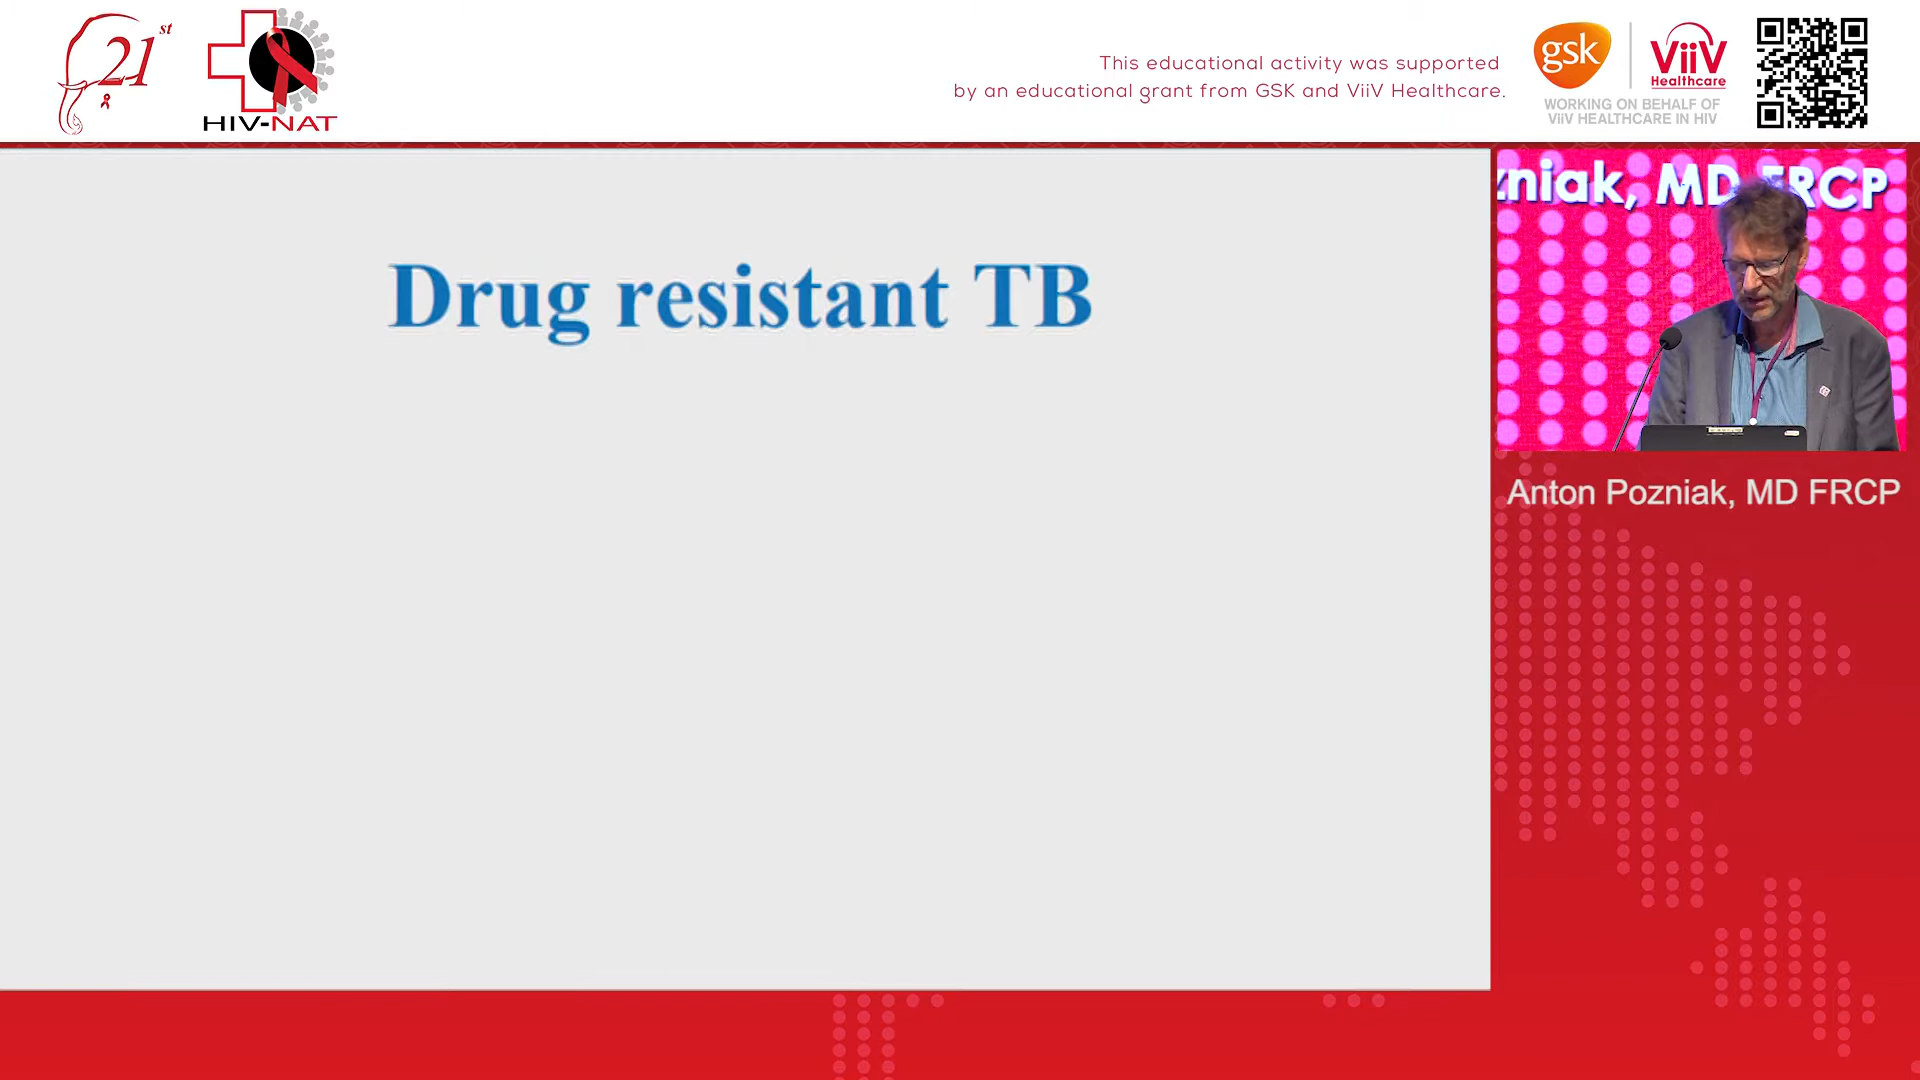 21st
HIV-NAT
This educational activity was supported
by an educational grant from GSK and ViiV Healthcare.
gsk
ViiV
Healthcare
WORKING ON BEHALF OF
ViiV HEALTHCARE IN HIV
Drug resistant TB
zniak, MD FRCP
Anton Pozniak, MD FRCP